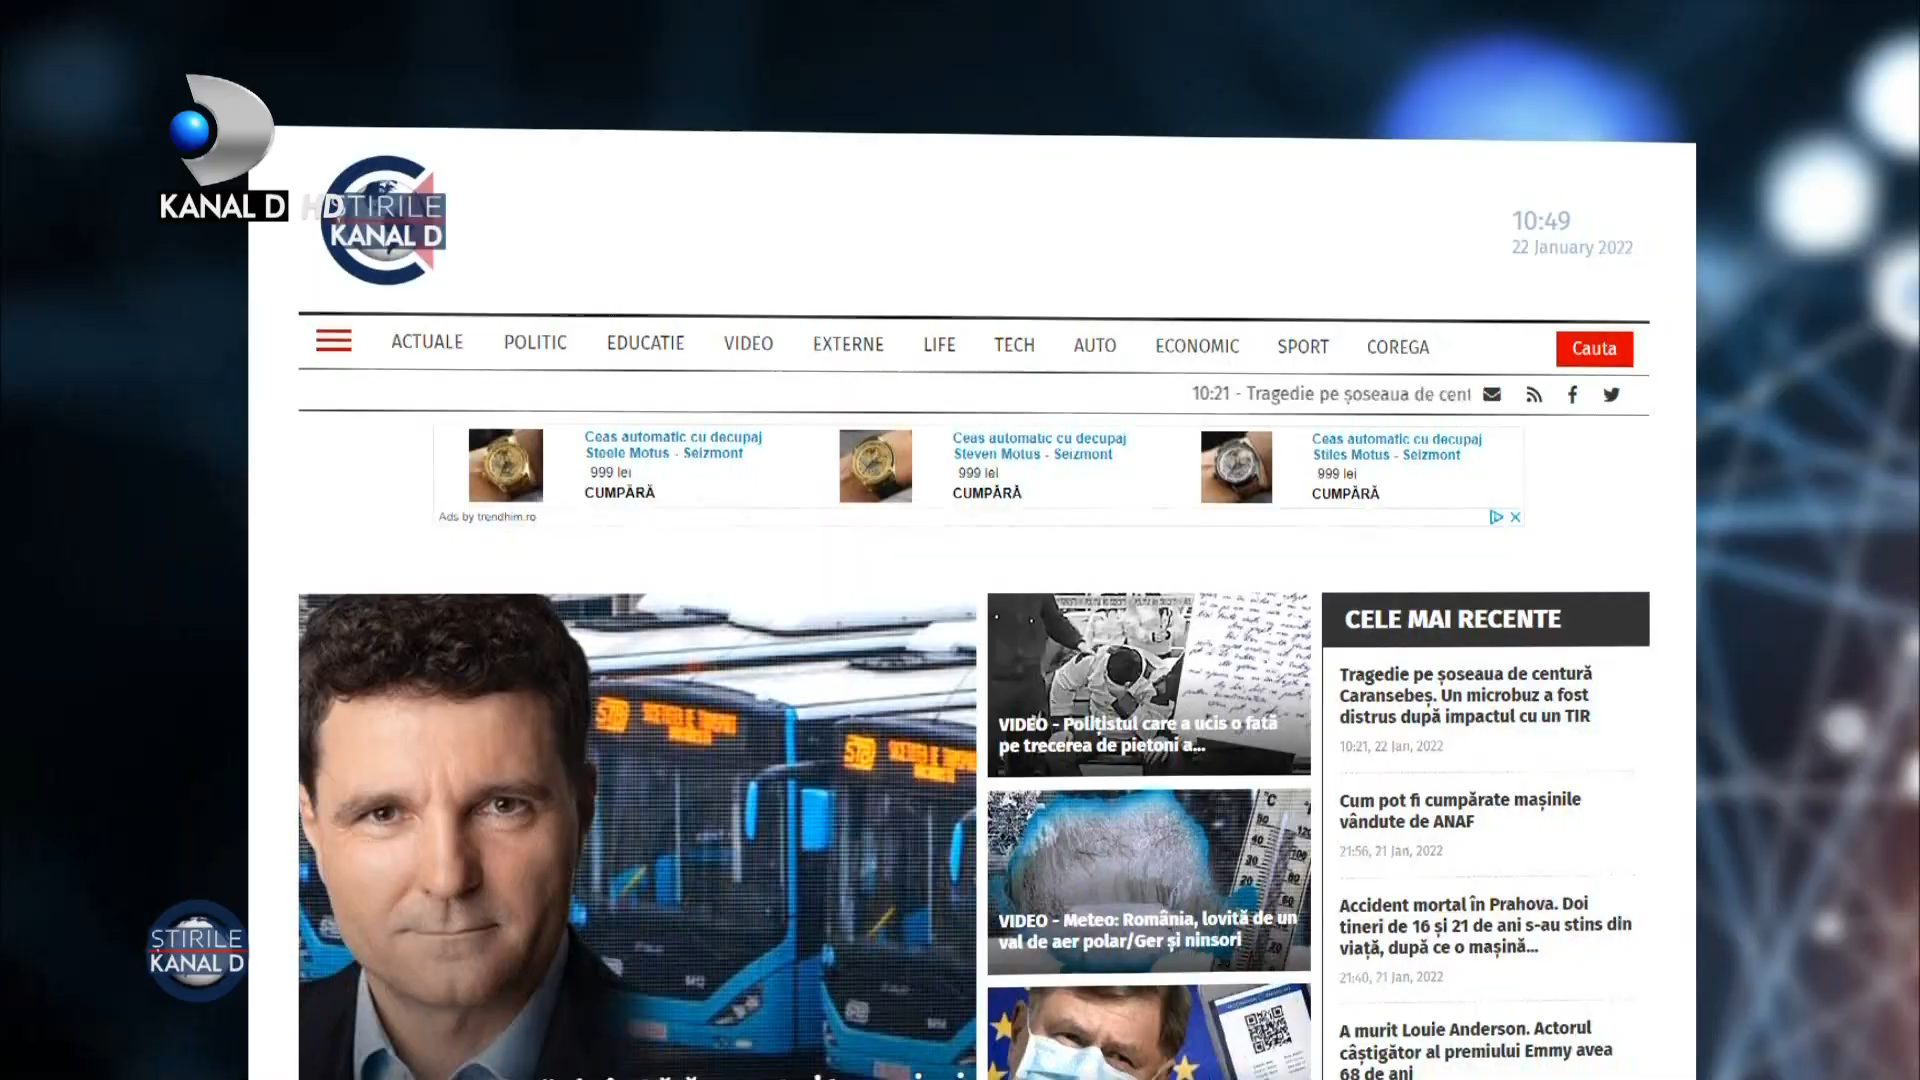 KANAL D HD
ȘTIRILE
KANAL D
10:49
22 January 2022
ACTUALE
POLITIC
EDUCATIE
VIDEO
EXTERNE
LIFE
TECH
AUTO
ECONOMIC
SPORT
COREGA
Cauta
10:21 - Tragedie pe șoseaua de cent
Ceas automatic cu decupaj
Steele Motus - Seizmont
999 lei
CUMPĂRĂ
Ceas automatic cu decupaj
Steven Motus - Seizmont
999 lei
CUMPĂRĂ
Ceas automatic cu decupaj
Stiles Motus - Seizmont
999 lei
CUMPĂRĂ
Ads by trendhim.ro
STB
STB
VIDEO - Polițistul care a ucis o fată
pe trecerea de pietoni a...
VIDEO - Meteo: România, lovită de un
val de aer polar/Ger și ninsori
CELE MAI RECENTE
Tragedie pe șoseaua de centură
Caransebeș. Un microbuz a fost
distrus după impactul cu un TIR
10:21, 22 Jan, 2022
Cum pot fi cumpărate mașinile
vândute de ANAF
21:56, 21 Jan, 2022
Accident mortal în Prahova. Doi
tineri de 16 și 21 de ani s-au stins din
viață, după ce o mașină...
21:40, 21 Jan, 2022
A murit Louie Anderson. Actorul
câștigător al premiului Emmy avea
68 de ani
ȘTIRILE
KANAL D